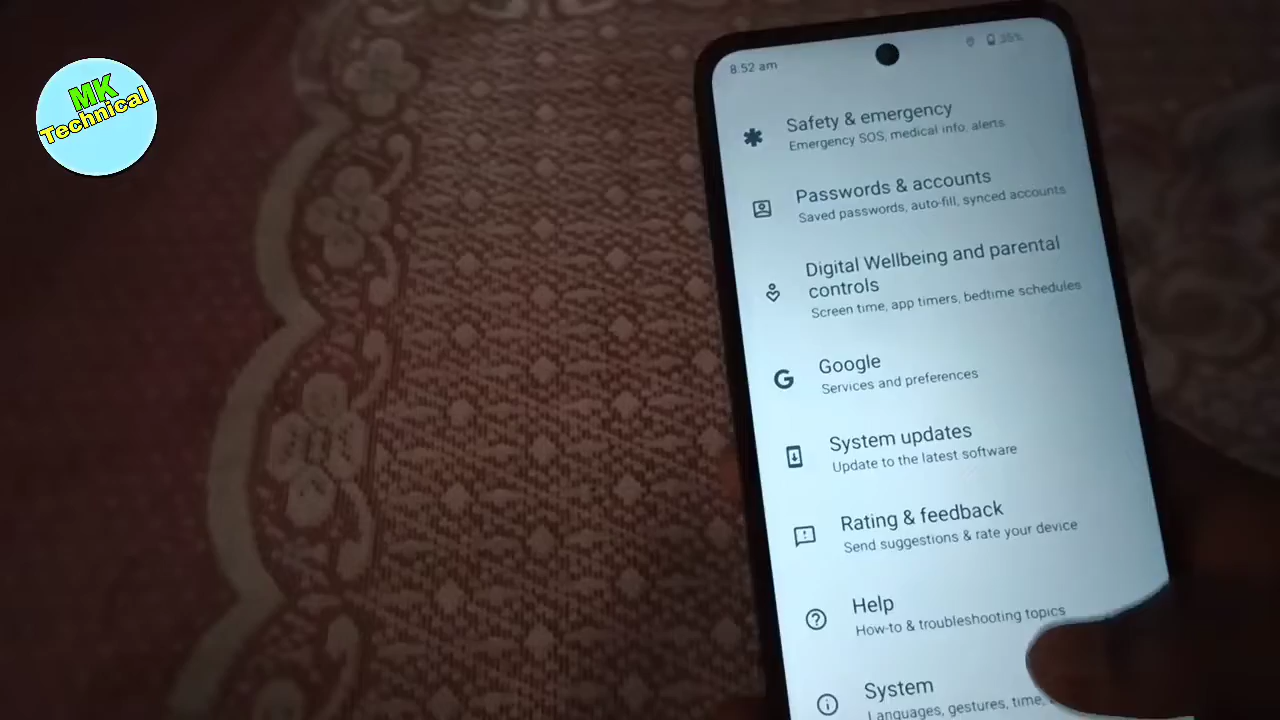 MK
Technical
8:52 am
35%
Safety & emergency
Emergency SOS, medical info, alerts
Passwords & accounts
Saved passwords, auto-fill, synced accounts
Digital Wellbeing and parental
controls
Screen time, app timers, bedtime schedules
Google
Services and preferences
System updates
Update to the latest software
Rating & feedback
Send suggestions & rate your device
Help
How-to & troubleshooting topics
System
Languages, gestures, time,